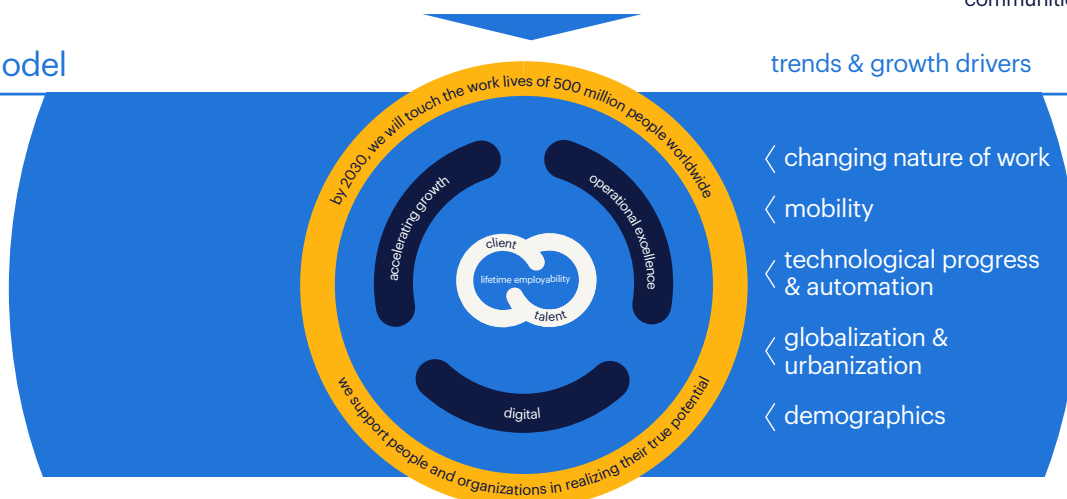 odel
trends & growth drivers
by 2030, we will touch the work lives of 500 million people worldwide
accelerating growth
operational excellence
client
lifetime employability
talent
digital
we support people and organizations in realizing their true potential
changing nature of work
mobility
technological progress
& automation
globalization &
urbanization
demographics